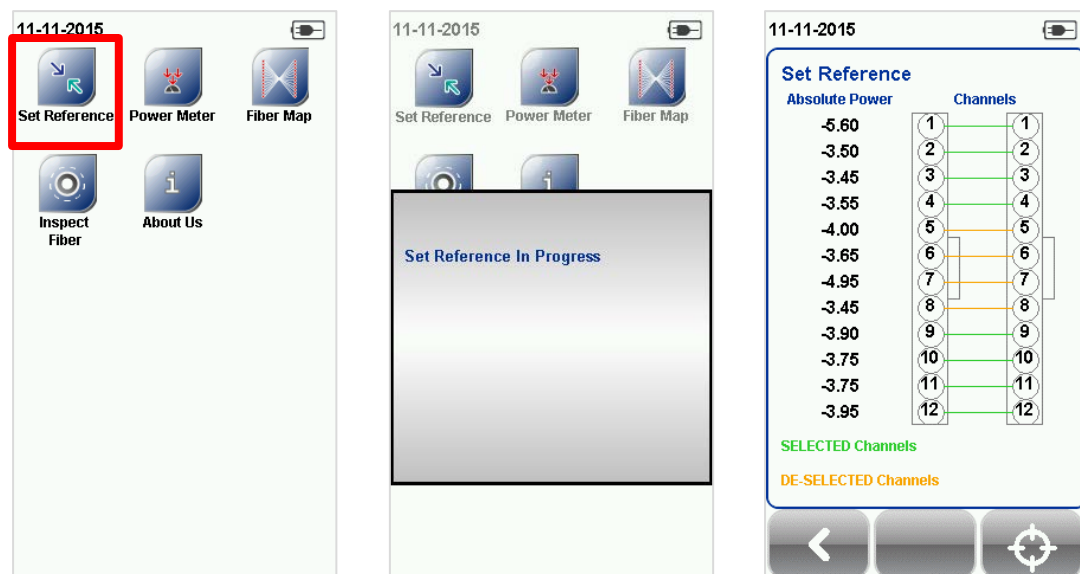 11-11-2015
Set Reference Power Meter Fiber Map
Inspect Fiber
About Us
11-11-2015
Set Reference Power Meter Fiber Map
Set Reference In Progress
11-11-2015
Set Reference
Absolute Power Channels
-5.60 1 1
-3.50 2 2
-3.45 3 3
-3.55 4 4
-4.00 5 5
-3.65 6 6
-4.95 7 7
-3.45 8 8
-3.90 9 9
-3.75 10 10
-3.75 11 11
-3.95 12 12
SELECTED Channels
DE-SELECTED Channels